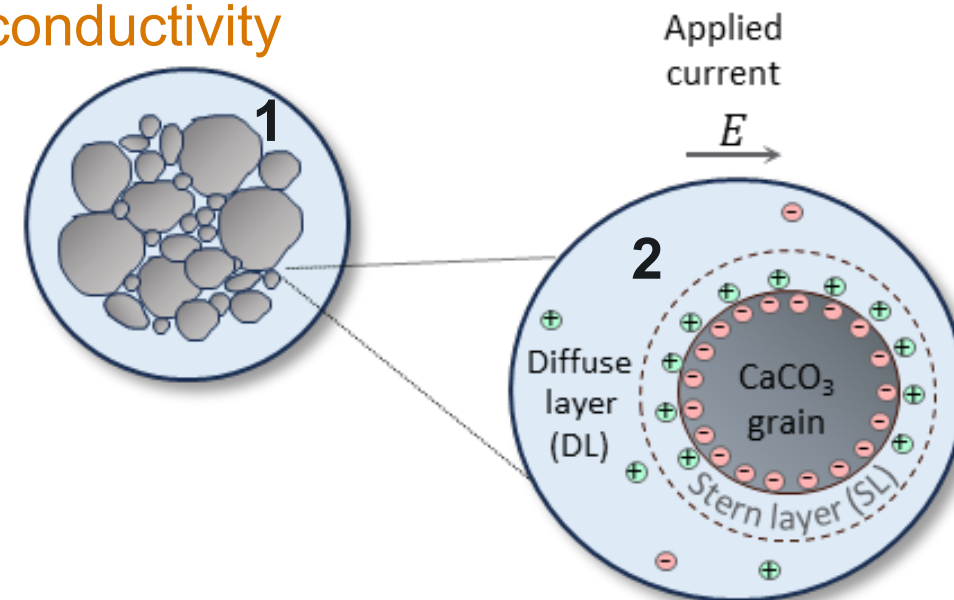 conductivity
1
Applied
current
E
2
Diffuse
layer
(DL)
CaCO₃
grain
Stern layer (SL)